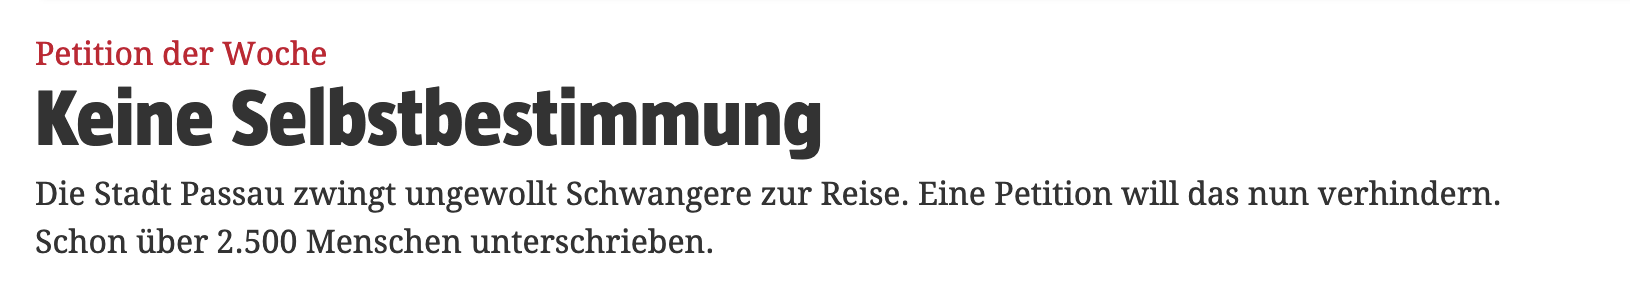 Petition der Woche
Keine Selbstbestimmung
Die Stadt Passau zwingt ungewollt Schwangere zur Reise. Eine Petition will das nun verhindern.
Schon über 2.500 Menschen unterschrieben.